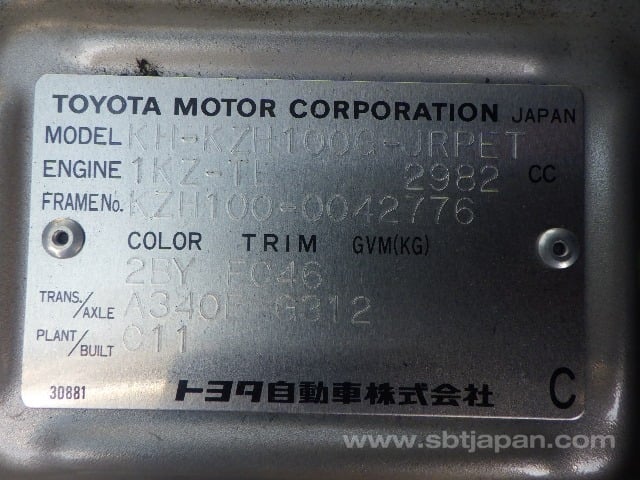 TOYOTA MOTOR CORPORATION JAPAN
MODEL KH-KZH100G-JRPET
ENGINE 1KZ-TE 2982 CC
FRAME No. KZH100-0042776
COLOR TRIM GVM(KG)
2BY FC46
TRANS./AXLE A340 G312
PLANT/BUILT C11
30881 トヨタ自動車株式会社 C
www.sbtjapan.com